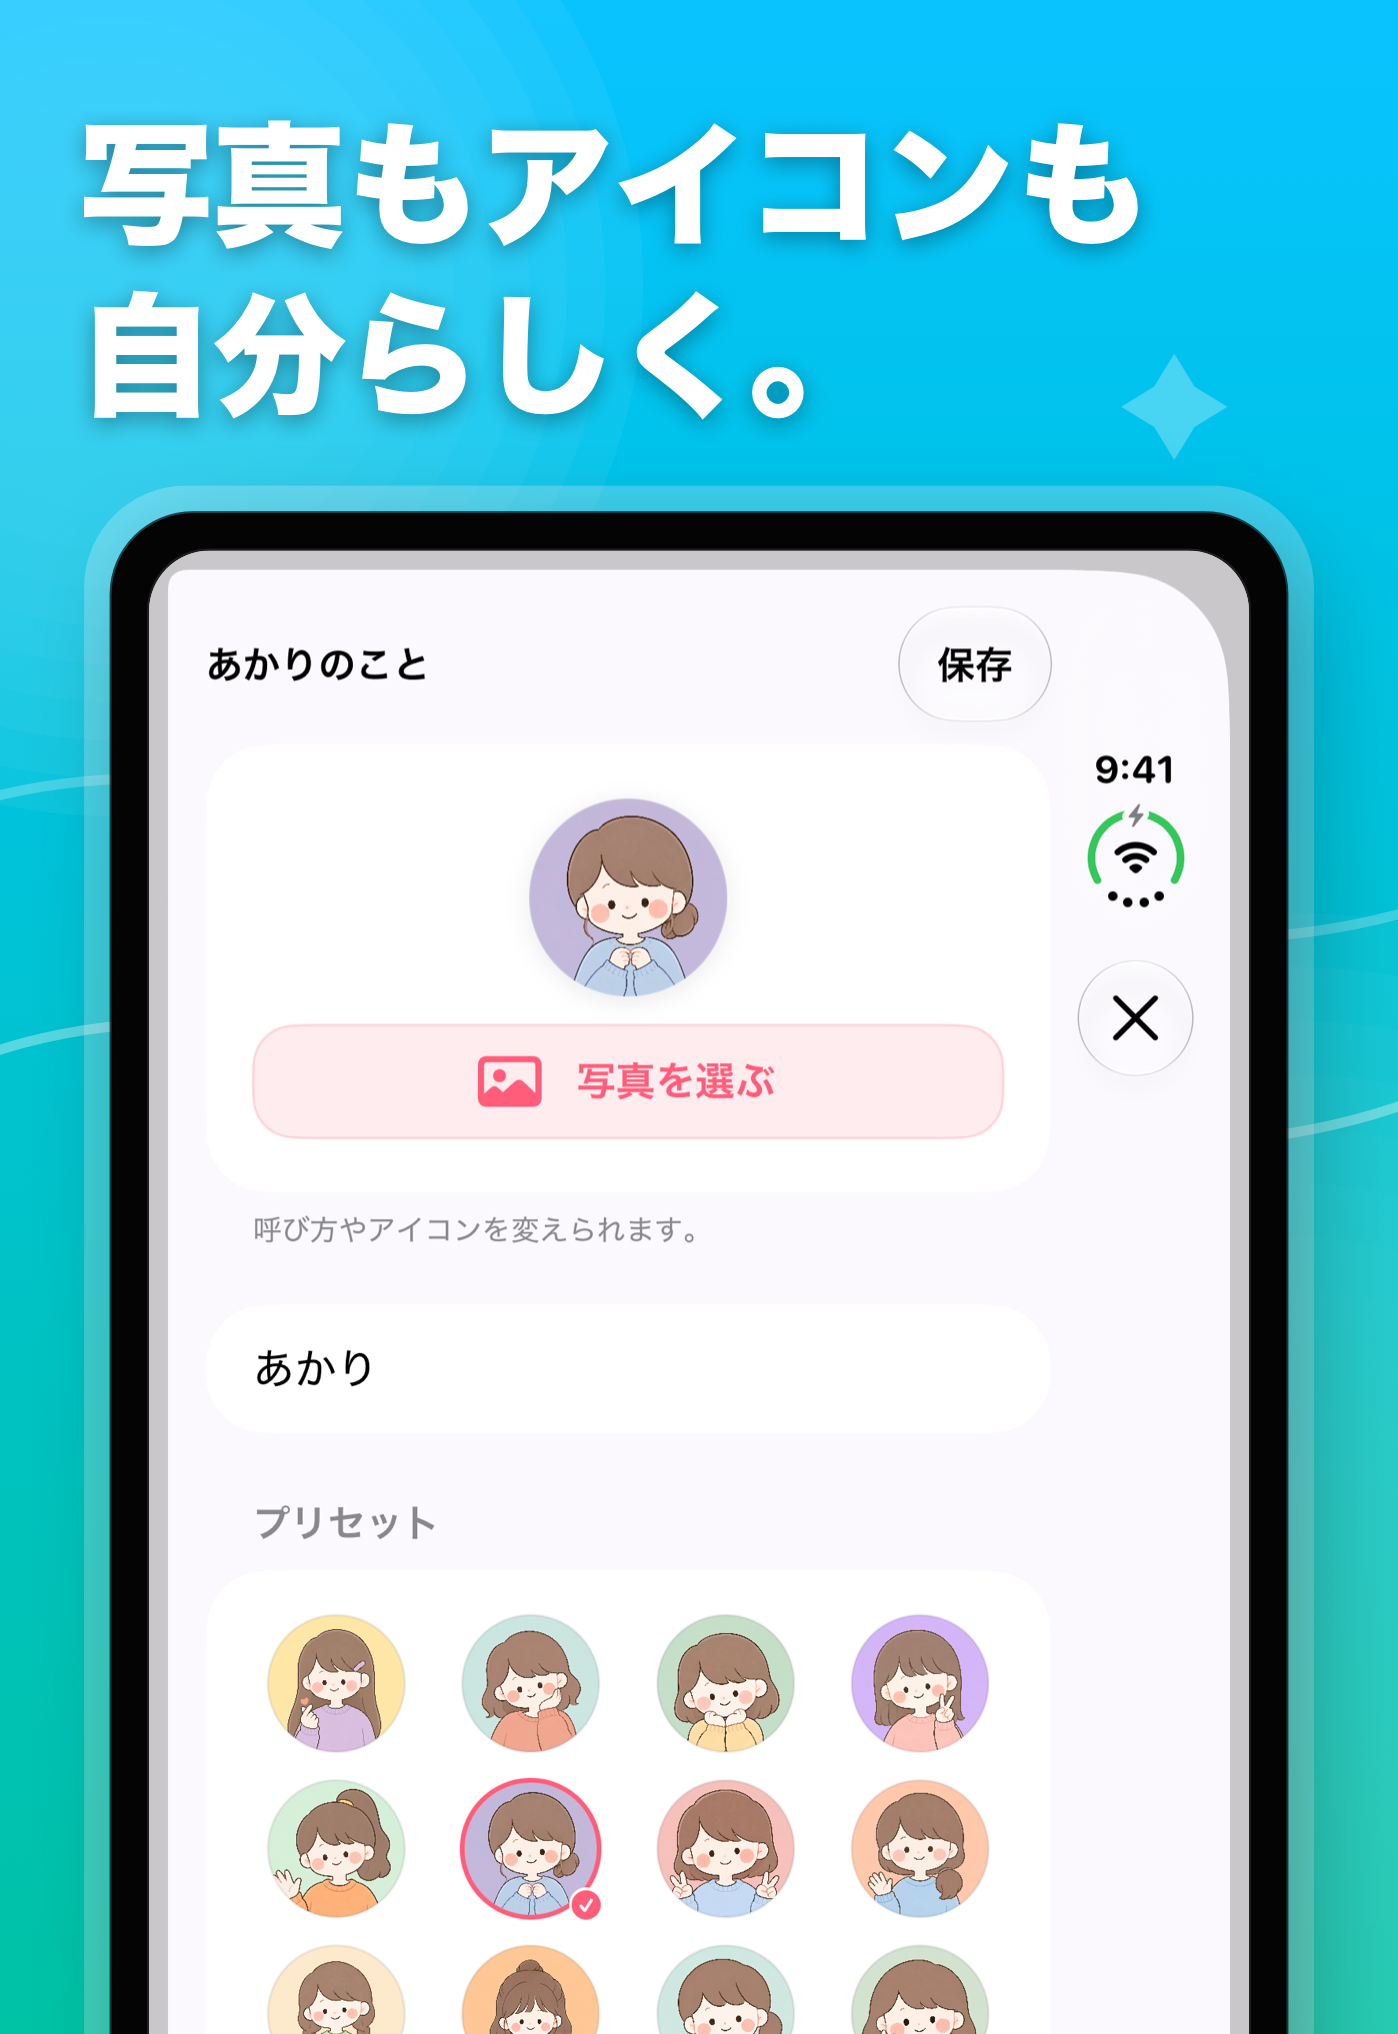 写真もアイコンも
自分らしく。
あかりのこと
保存
9:41
写真を選ぶ
呼び方やアイコンを変えられます。
あかり
プリセット